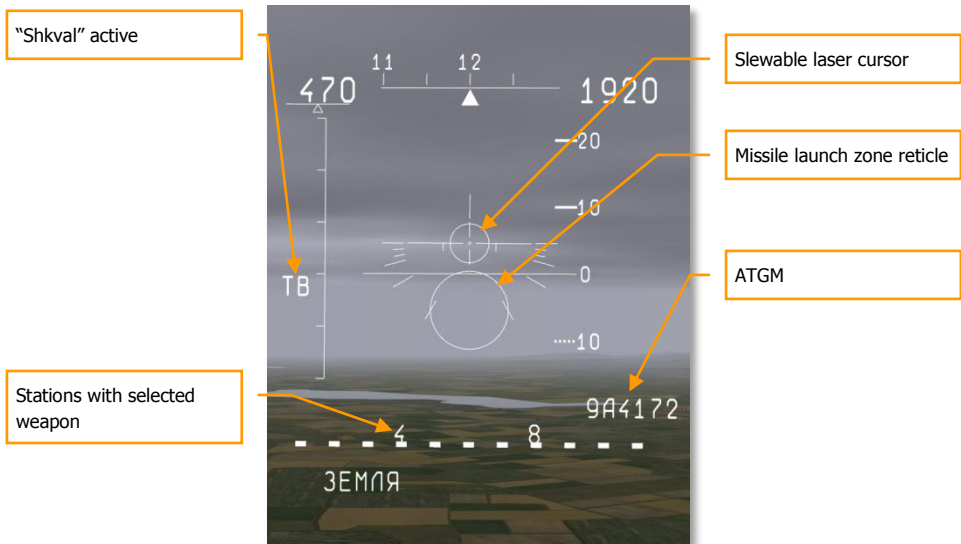 “Shkval” active
Slewable laser cursor
11 12
470
1920
20
Missile launch zone reticle
10
0
ТВ
ATGM
10
Stations with selected
weapon
9А4172
4 8
ЗЕМЛЯ